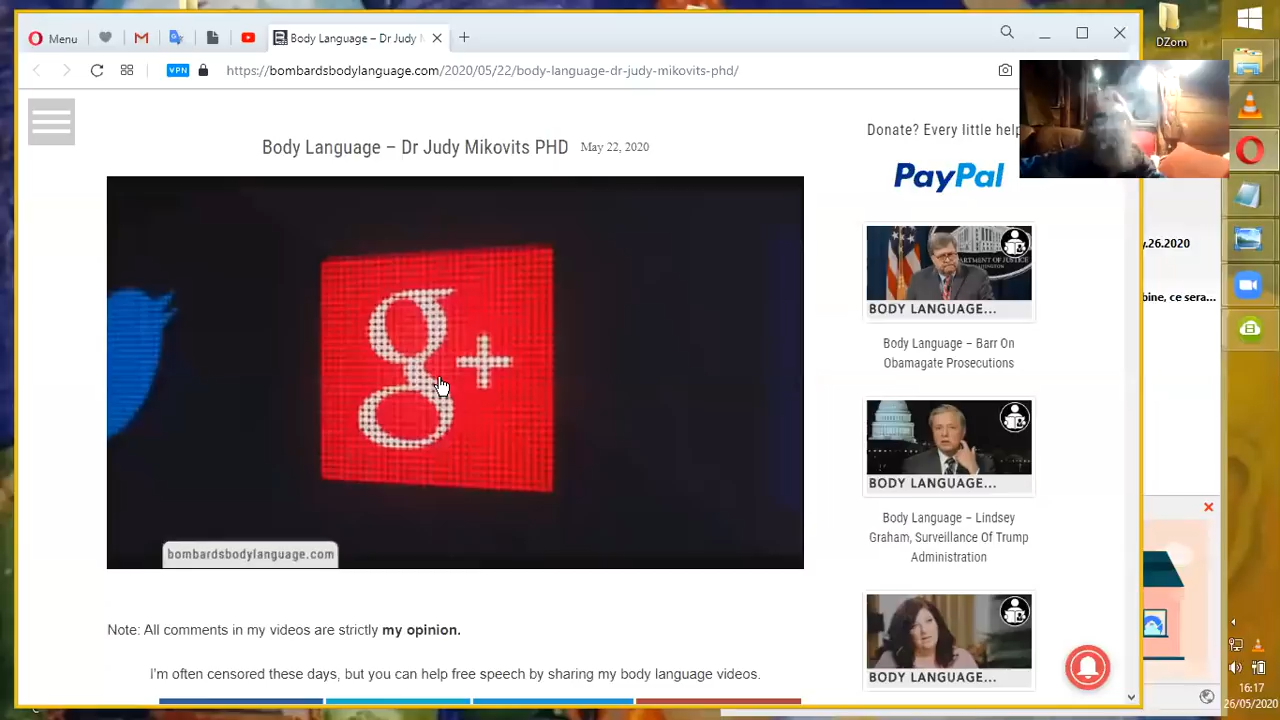 Menu
Body Language – Dr Judy M
https://bombardsbodylanguage.com/2020/05/22/body-language-dr-judy-mikovits-phd/
VPN
DZom
Body Language – Dr Judy Mikovits PHD
May 22, 2020
Donate? Every little help
PayPal
g+
bombardsbodylanguage.com
DEPARTMENT OF JUSTICE
WASHINGTON
BODY LANGUAGE...
Body Language – Barr On
Obamagate Prosecutions
BODY LANGUAGE...
Body Language – Lindsey
Graham, Surveillance Of Trump
Administration
BODY LANGUAGE...
y.26.2020
bine, ce sera...
Note: All comments in my videos are strictly my opinion.
I'm often censored these days, but you can help free speech by sharing my body language videos.
16:17
26/05/2020